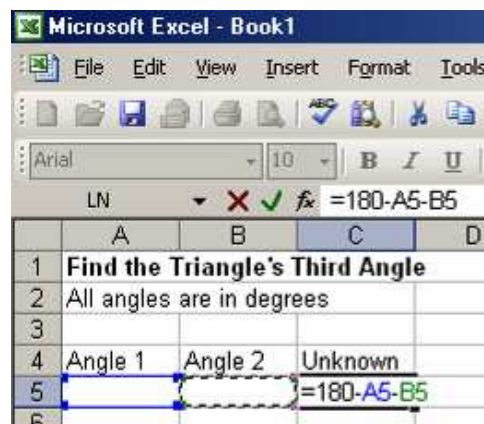 Microsoft Excel - Book1
File Edit View Insert Format Tools
Arial 10 B I U
LN =180-A5-B5
A B C D
1 Find the Triangle's Third Angle
2 All angles are in degrees
3
4 Angle 1 Angle 2 Unknown
5 =180-A5-B5
6